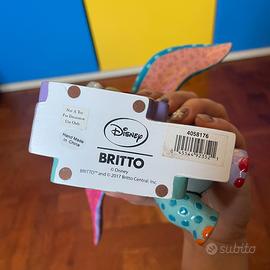 Not A Toy
For Decorative
Use Only
Hand Made
in China
Disney
BRITTO
© Disney
BRITTO™ and © 2017 Britto Central, Inc.
4058176
subito